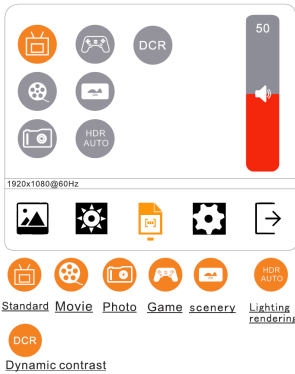 50
DCR
HDR
AUTO
1920x1080@60Hz
HDR
AUTO
Standard Movie Photo Game scenery Lighting
rendering
DCR
Dynamic contrast